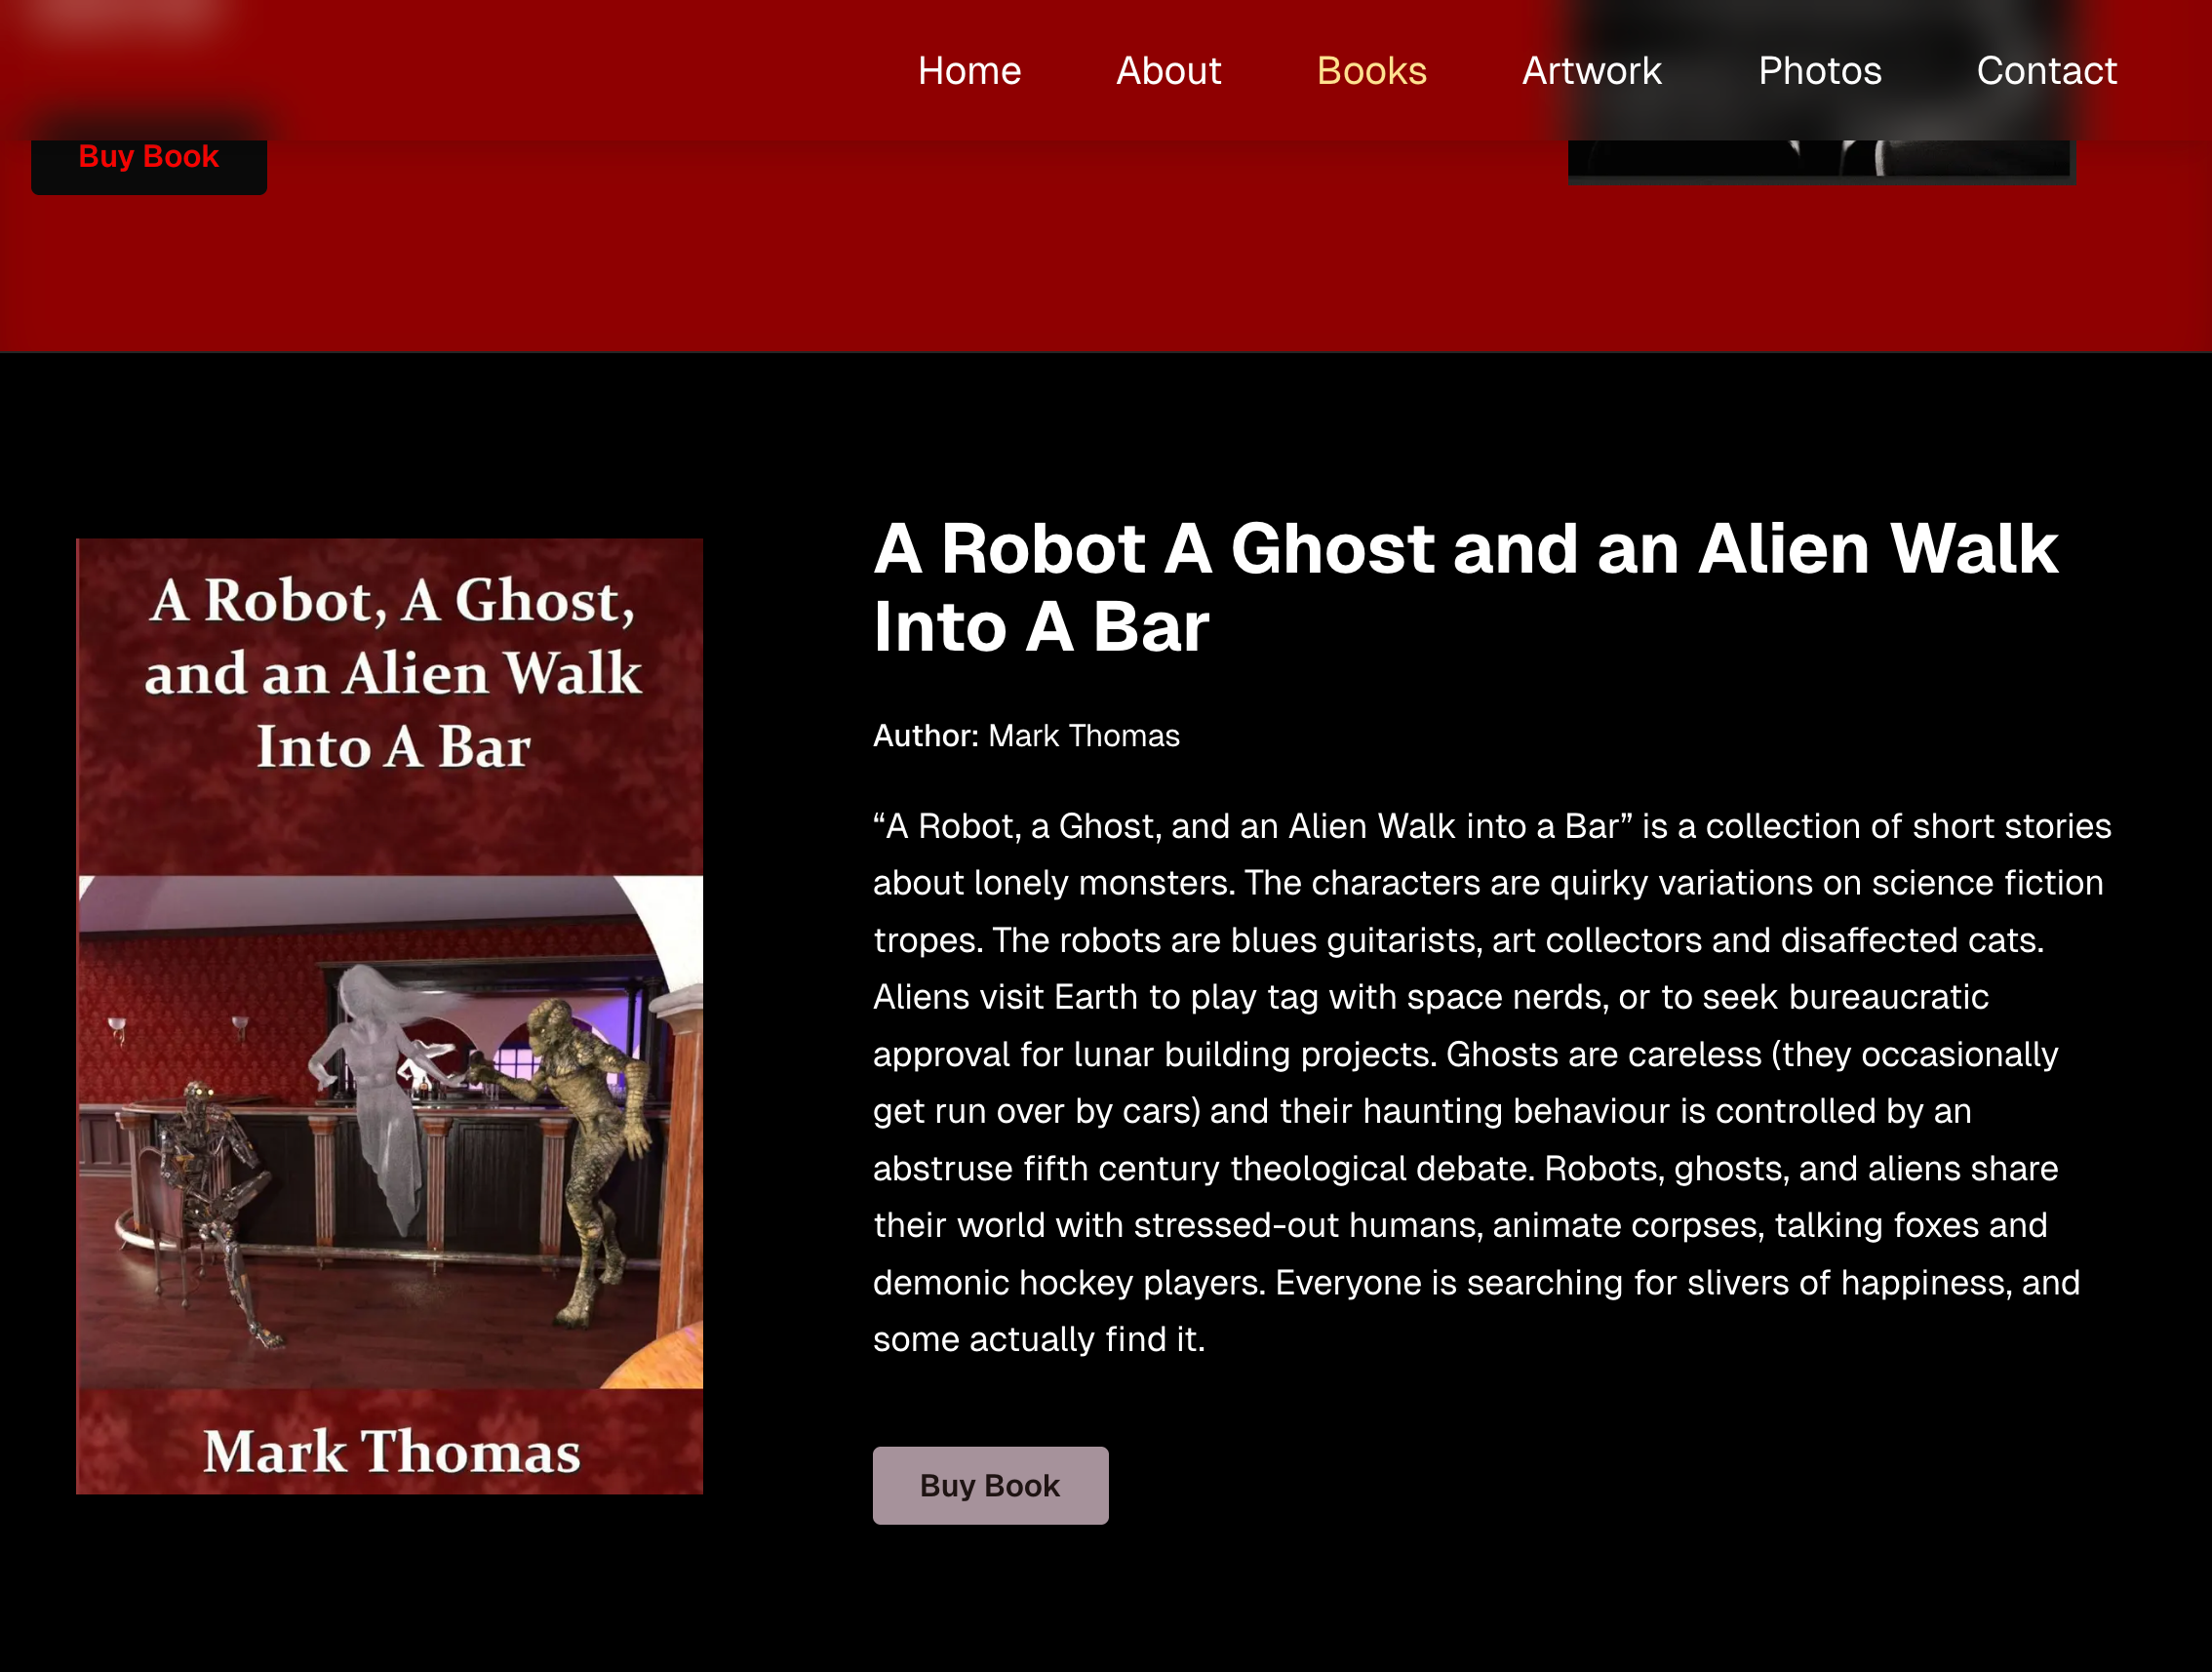 Home About Books Artwork Photos Contact
Buy Book
A Robot, A Ghost,
and an Alien Walk
Into A Bar
Mark Thomas
A Robot A Ghost and an Alien Walk
Into A Bar
Author: Mark Thomas
“A Robot, a Ghost, and an Alien Walk into a Bar” is a collection of short stories
about lonely monsters. The characters are quirky variations on science fiction
tropes. The robots are blues guitarists, art collectors and disaffected cats.
Aliens visit Earth to play tag with space nerds, or to seek bureaucratic
approval for lunar building projects. Ghosts are careless (they occasionally
get run over by cars) and their haunting behaviour is controlled by an
abstruse fifth century theological debate. Robots, ghosts, and aliens share
their world with stressed-out humans, animate corpses, talking foxes and
demonic hockey players. Everyone is searching for slivers of happiness, and
some actually find it.
Buy Book